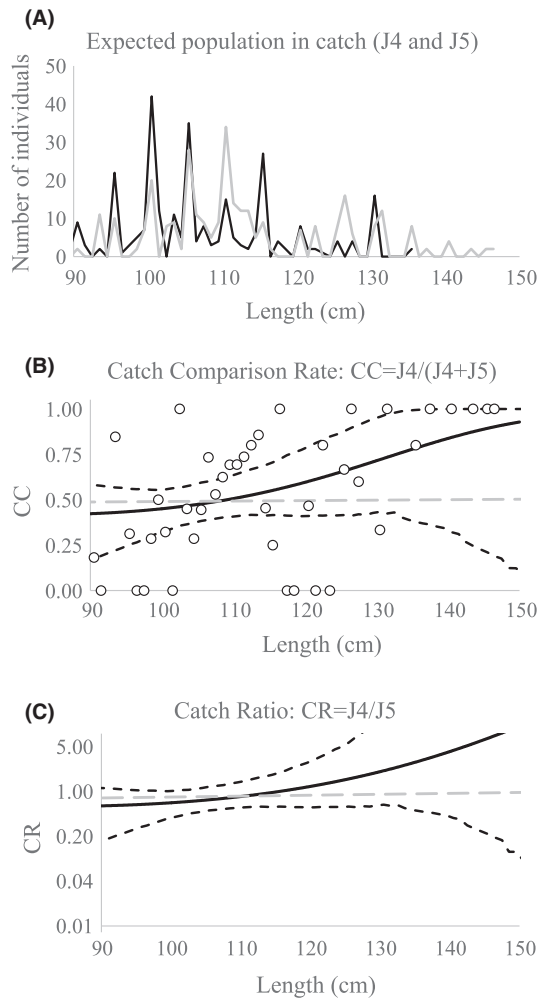 (A)
Expected population in catch (J4 and J5)
Number of individuals
50
40
30
20
10
0
90 100 110 120 130 140 150
Length (cm)
(B)
Catch Comparison Rate: CC=J4/(J4+J5)
CC
1.00
0.75
0.50
0.25
0.00
90 100 110 120 130 140 150
Length (cm)
(C)
Catch Ratio: CR=J4/J5
CR
5.00
1.00
0.20
0.04
0.01
90 100 110 120 130 140 150
Length (cm)